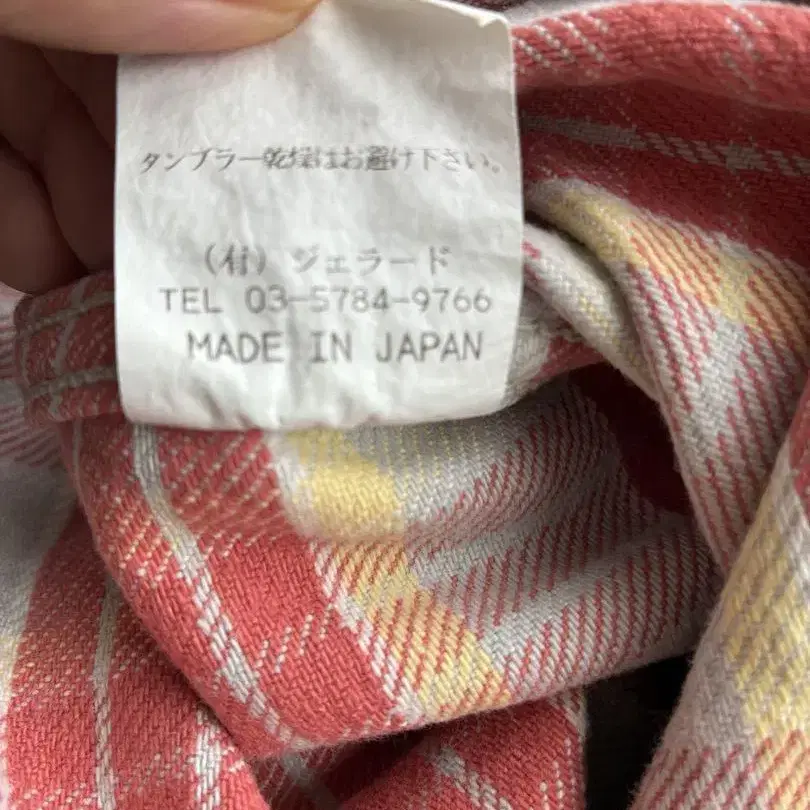 タンブラー乾燥はお避け下さい。
(有) ジェラード
TEL 03-5784-9766
MADE IN JAPAN